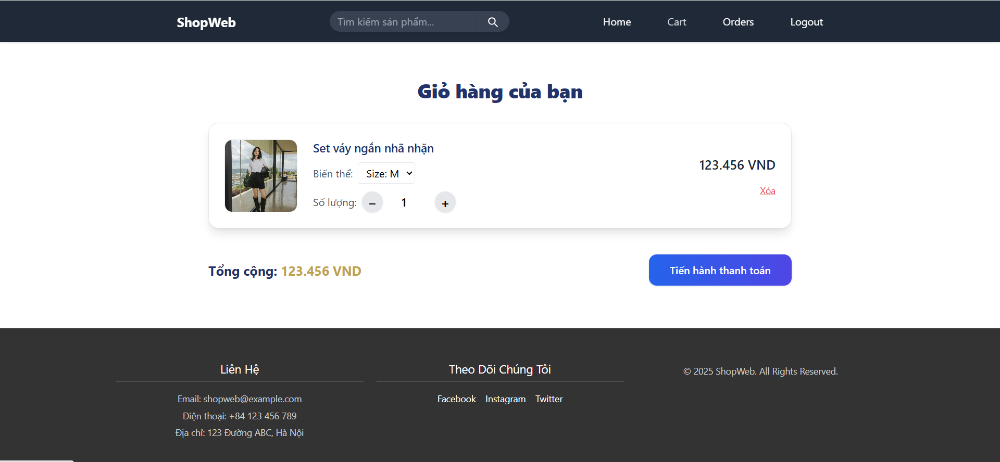 ShopWeb
Tìm kiếm sản phẩm...
Home
Cart
Orders
Logout
Giỏ hàng của bạn
Set váy ngắn nhã nhặn
Biến thể: Size: M
Số lượng: − 1 +
123.456 VND
Xóa
Tổng cộng: 123.456 VND
Tiến hành thanh toán
Liên Hệ
Email: shopweb@example.com
Điện thoại: +84 123 456 789
Địa chỉ: 123 Đường ABC, Hà Nội
Theo Dõi Chúng Tôi
Facebook Instagram Twitter
© 2025 ShopWeb. All Rights Reserved.